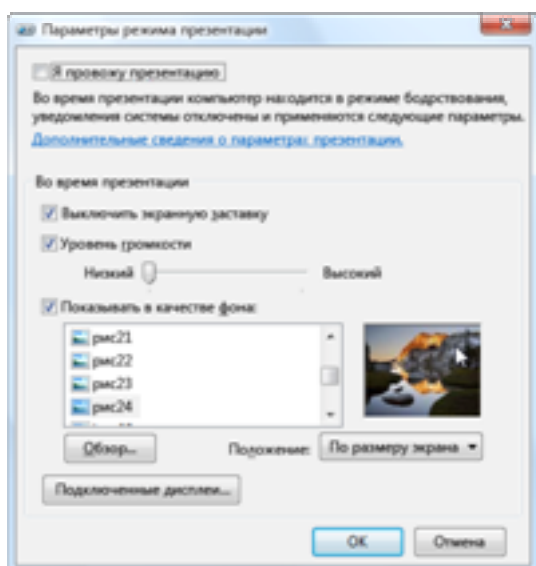 Параметры режима презентации
Я провожу презентацию
Во время презентации компьютер находится в режиме бодрствования,
уведомления системы отключены и применяются следующие параметры.
Дополнительные сведения о параметрах презентации.
Во время презентации
Выключить экранную заставку
Уровень громкости
Низкий Высокий
Показывать в качестве фона:
рис21
рис22
рис23
рис24
Обзор... Положение: По размеру экрана
Подключенные дисплеи...
ОК Отмена